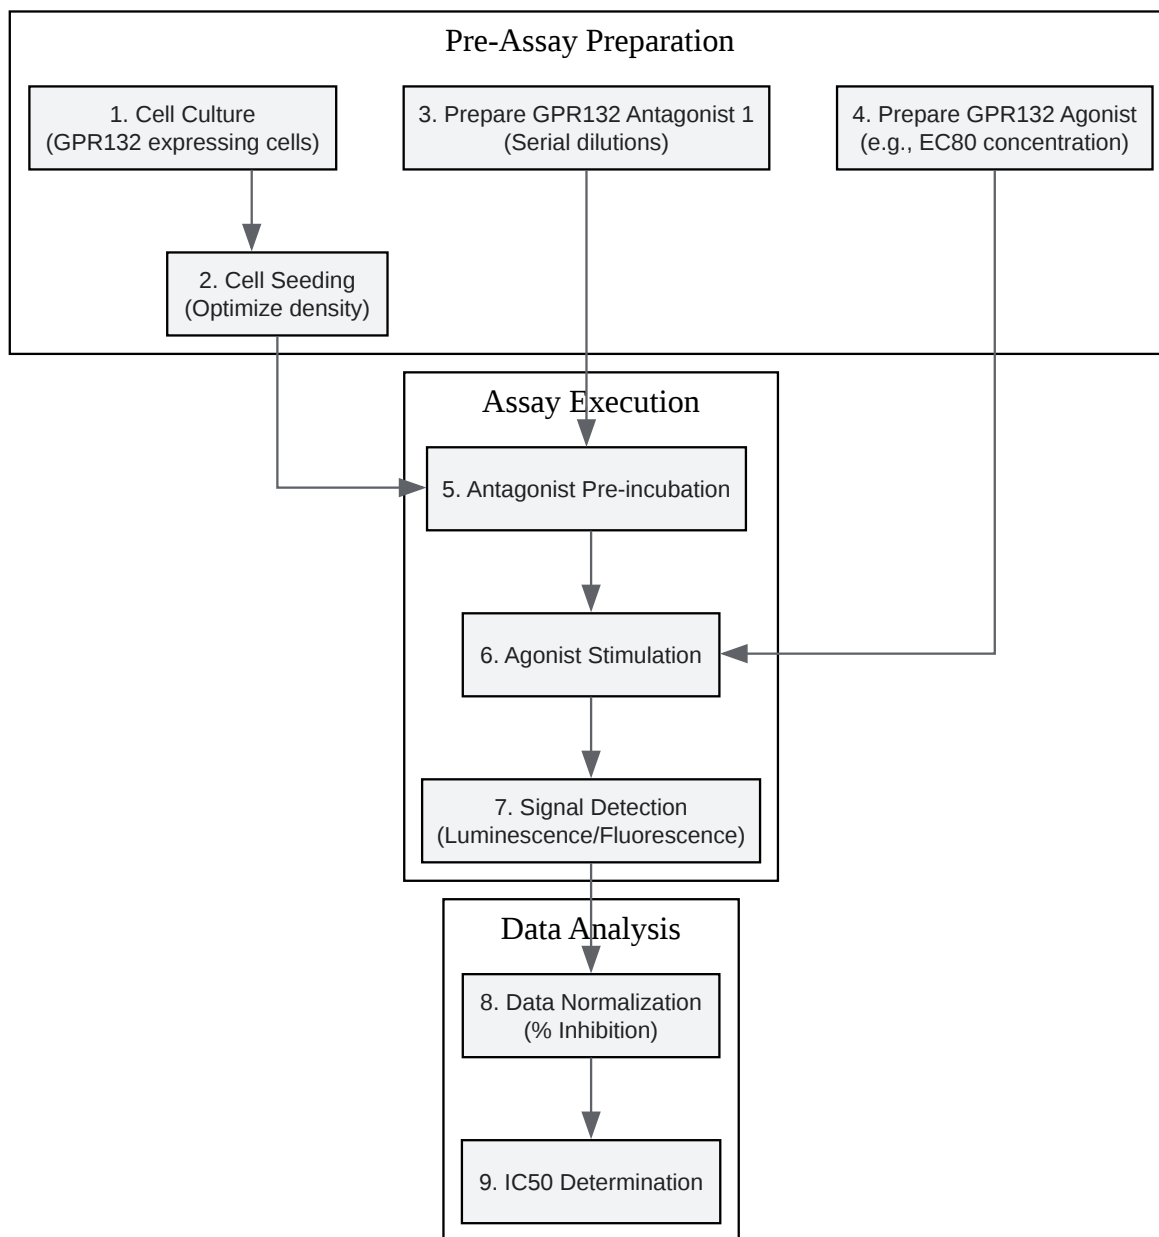 Pre-Assay Preparation
1. Cell Culture
(GPR132 expressing cells)
3. Prepare GPR132 Antagonist 1
(Serial dilutions)
4. Prepare GPR132 Agonist
(e.g., EC80 concentration)
2. Cell Seeding
(Optimize density)
Assay Execution
5. Antagonist Pre-incubation
6. Agonist Stimulation
7. Signal Detection
(Luminescence/Fluorescence)
Data Analysis
8. Data Normalization
(% Inhibition)
9. IC50 Determination